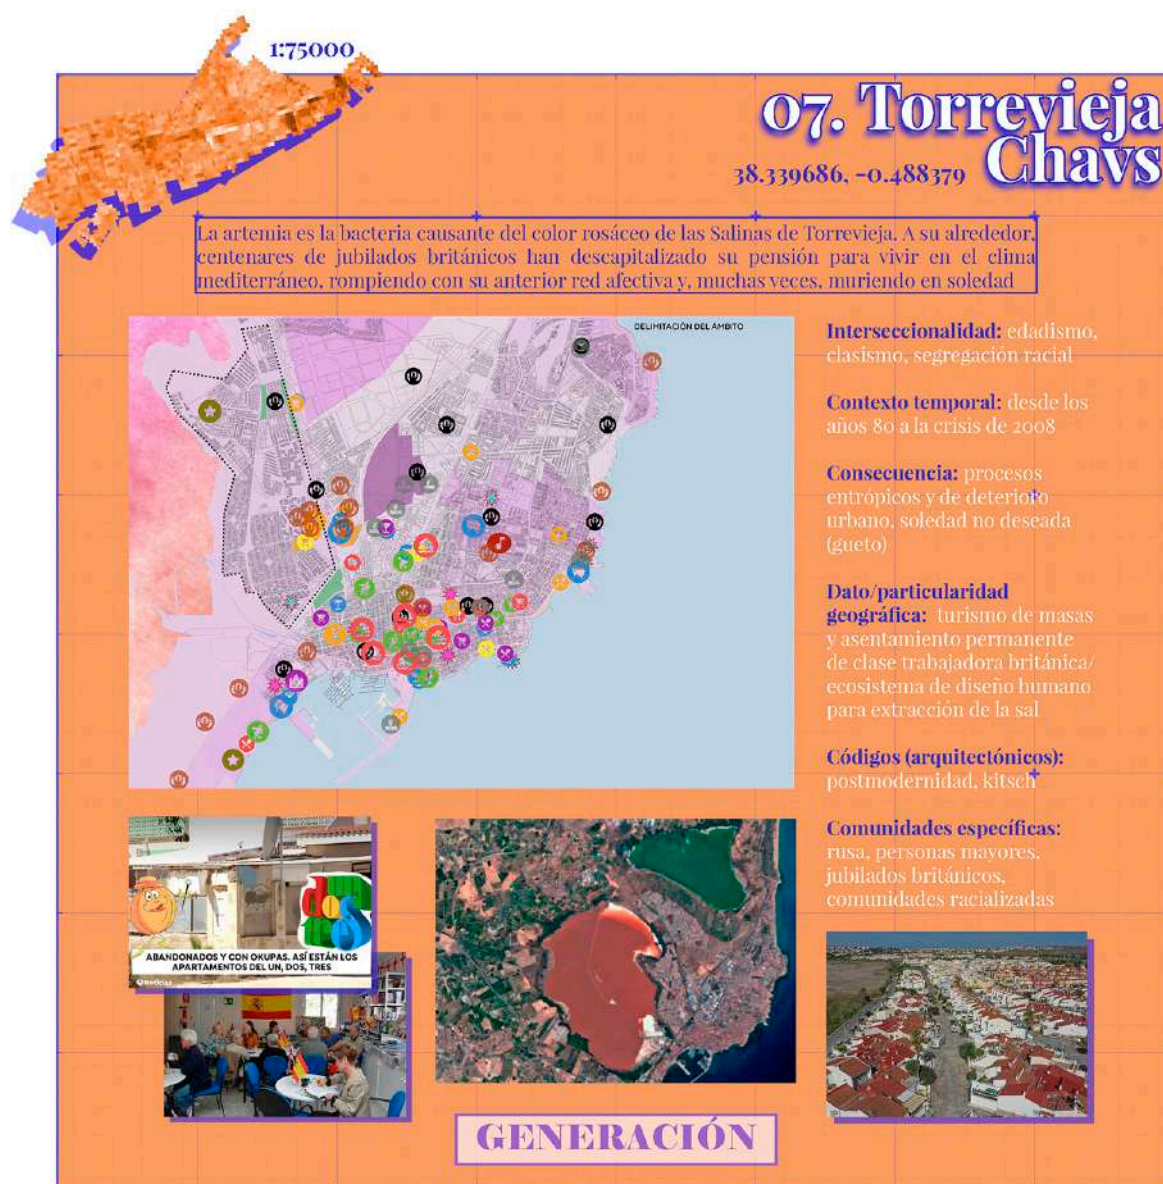 1:75000
07. Torrevieja
Chavs
38.339686, -0.488379
La artemia es la bacteria causante del color rosáceo de las Salinas de Torrevieja. A su alrededor,
centenares de jubilados británicos han descapitalizado su pensión para vivir en el clima
mediterráneo, rompiendo con su anterior red afectiva y, muchas veces, muriendo en soledad
DELIMITACIÓN DEL ÁMBITO
Interseccionalidad: edadismo,
clasismo, segregación racial
Contexto temporal: desde los
años 80 a la crisis de 2008
Consecuencia: procesos
entrópicos y de deterioro
urbano, soledad no deseada
(gueto)
Dato/particularidad
geográfica: turismo de masas
y asentamiento permanente
de clase trabajadora británica/
ecosistema de diseño humano
para extracción de la sal
Códigos (arquitectónicos):
postmodernidad, kitsch
Comunidades específicas:
rusa, personas mayores,
jubilados británicos,
comunidades racializadas
ABANDONADOS Y CON OKUPAS. ASÍ ESTÁN LOS
APARTAMENTOS DEL UN, DOS, TRES
Noticias
GENERACIÓN